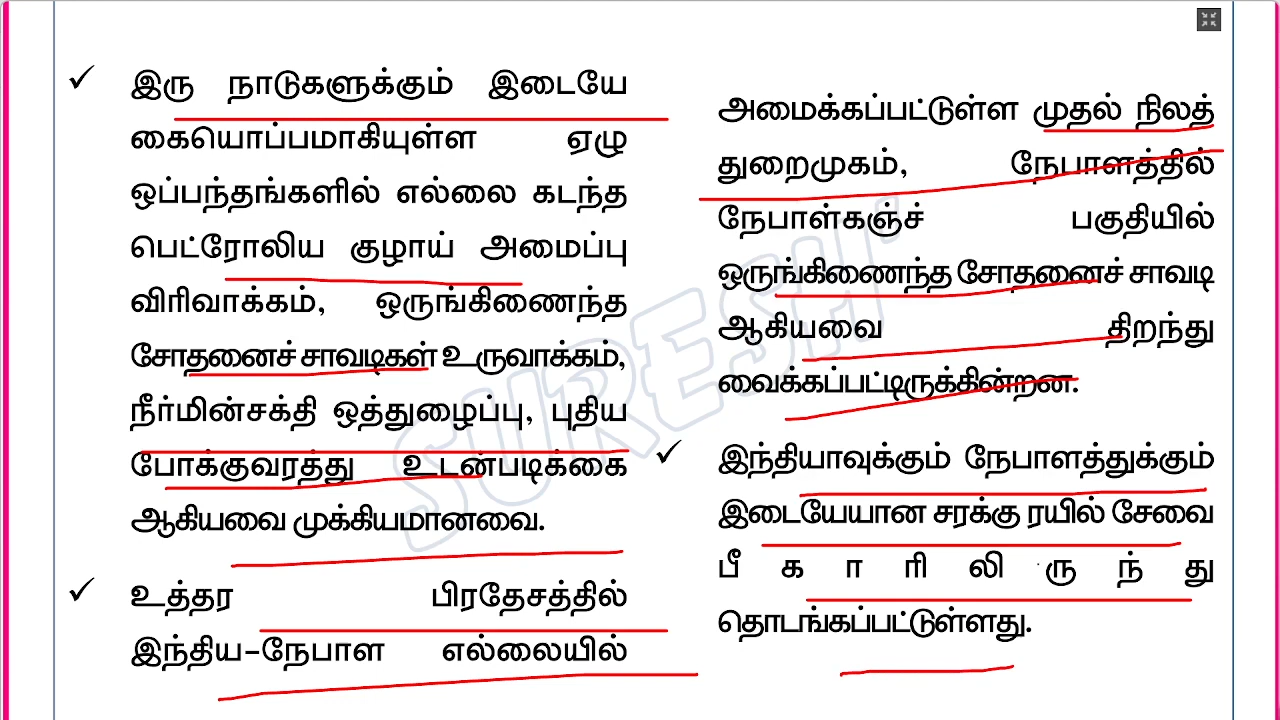 இரு நாடுகளுக்கும் இடையே
கையொப்பமாகியுள்ள ஏழு
ஒப்பந்தங்களில் எல்லை கடந்த
பெட்ரோலிய குழாய் அமைப்பு
விரிவாக்கம், ஒருங்கிணைந்த
சோதனைச் சாவடிகள் உருவாக்கம்,
நீர்மின்சக்தி ஒத்துழைப்பு, புதிய
போக்குவரத்து உடன்படிக்கை
ஆகியவை முக்கியமானவை.
உத்தர பிரதேசத்தில்
இந்திய-நேபாள எல்லையில்
அமைக்கப்பட்டுள்ள முதல் நிலத்
துறைமுகம், நேபாளத்தில்
நேபாள்கஞ்ச் பகுதியில்
ஒருங்கிணைந்த சோதனைச் சாவடி
ஆகியவை திறந்து
வைக்கப்பட்டிருக்கின்றன.
இந்தியாவுக்கும் நேபாளத்துக்கும்
இடையேயான சரக்கு ரயில் சேவை
பீகாரிலிருந்து
தொடங்கப்பட்டுள்ளது.
SURESH'